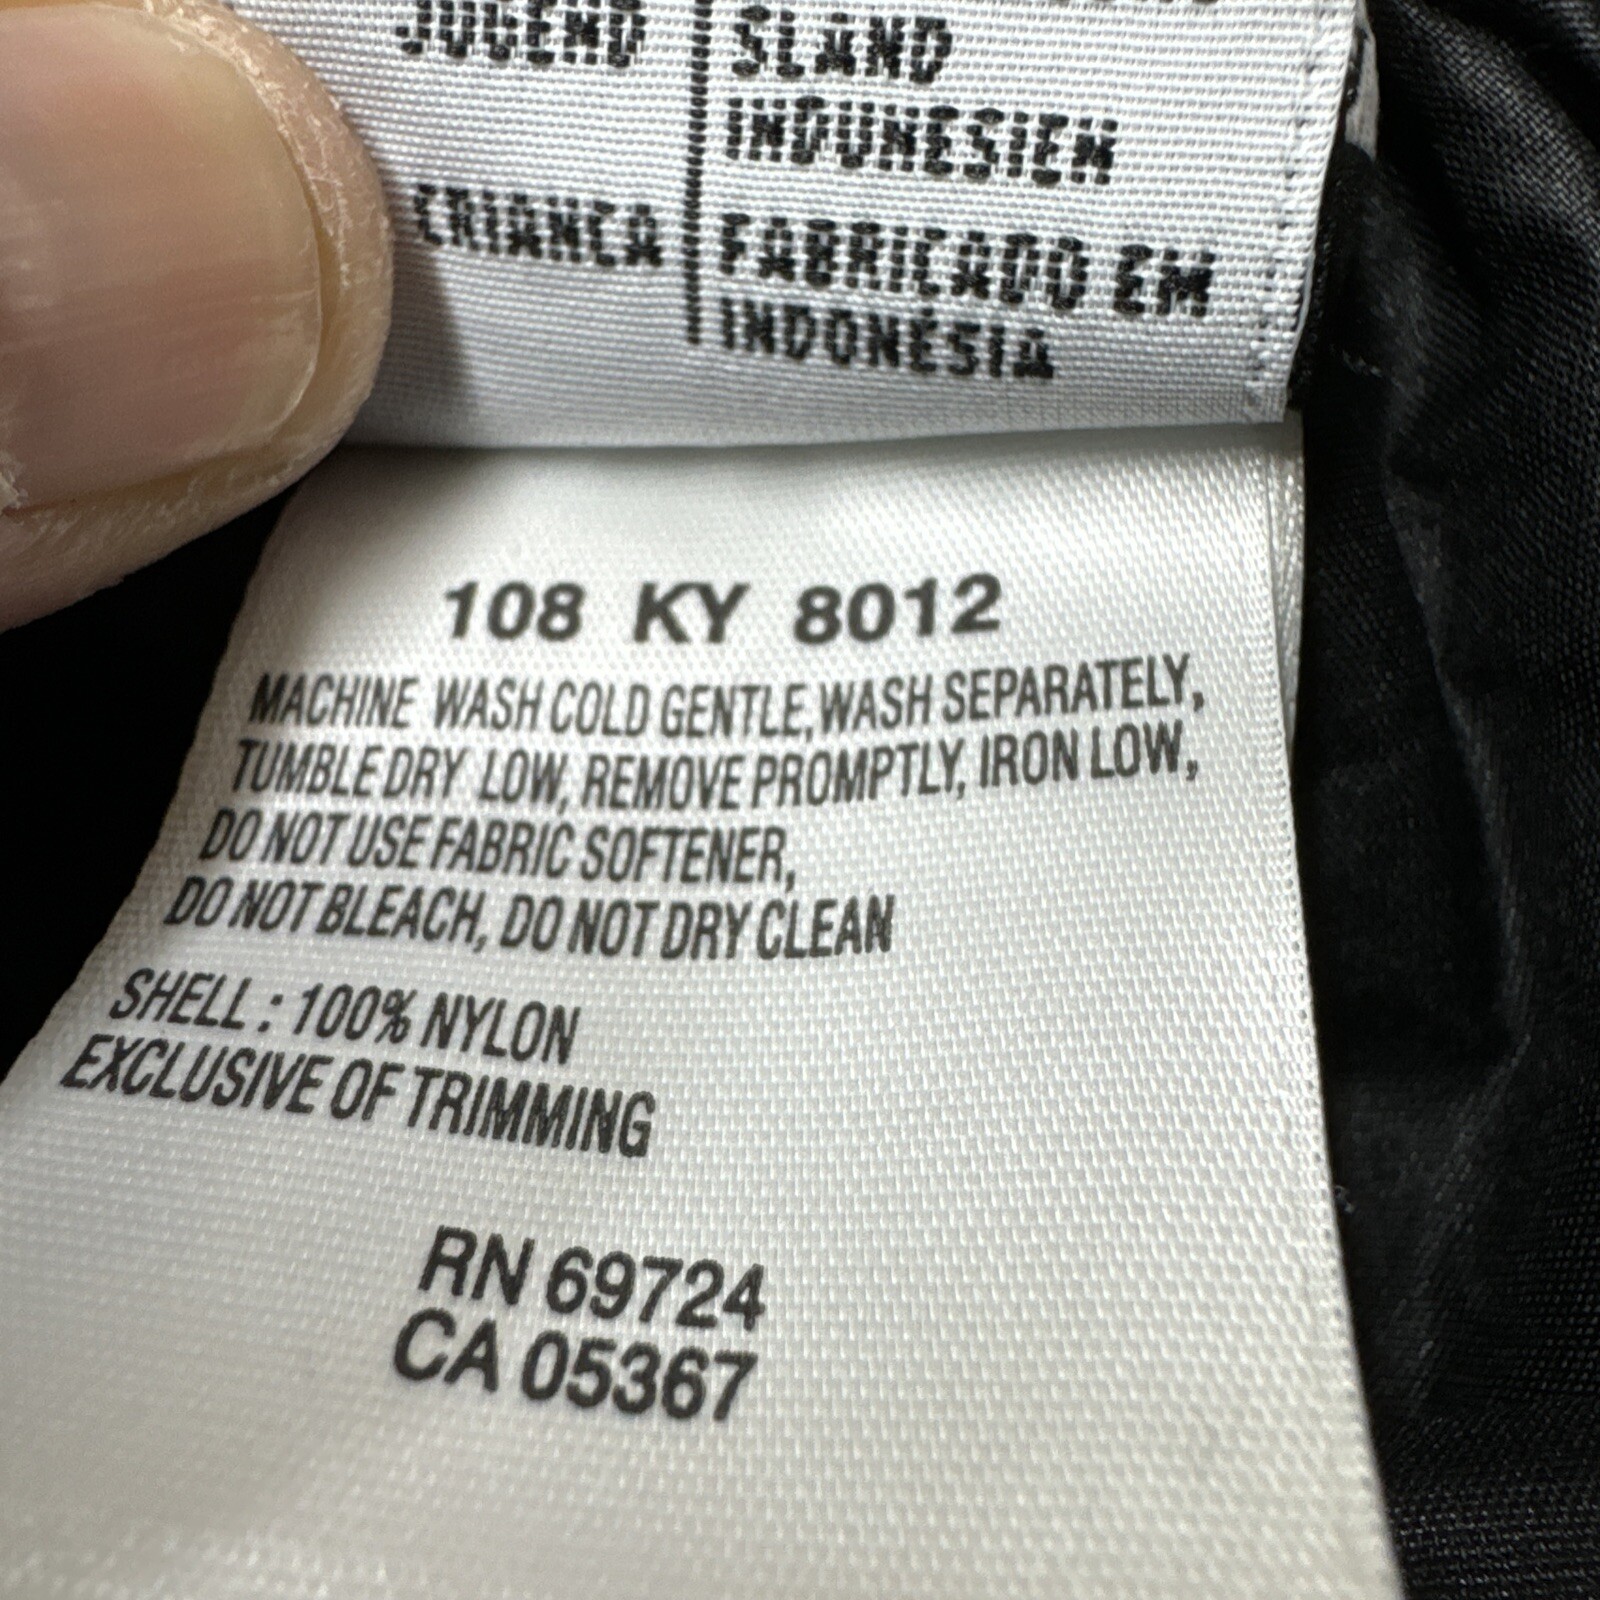 JUGEND
SLAND
INDONESIEN
CRIANCA
FABRICADO EM
INDONÉSIA
108 KY 8012
MACHINE WASH COLD GENTLE, WASH SEPARATELY,
TUMBLE DRY LOW, REMOVE PROMPTLY, IRON LOW,
DO NOT USE FABRIC SOFTENER,
DO NOT BLEACH, DO NOT DRY CLEAN
SHELL : 100% NYLON
EXCLUSIVE OF TRIMMING
RN 69724
CA 05367